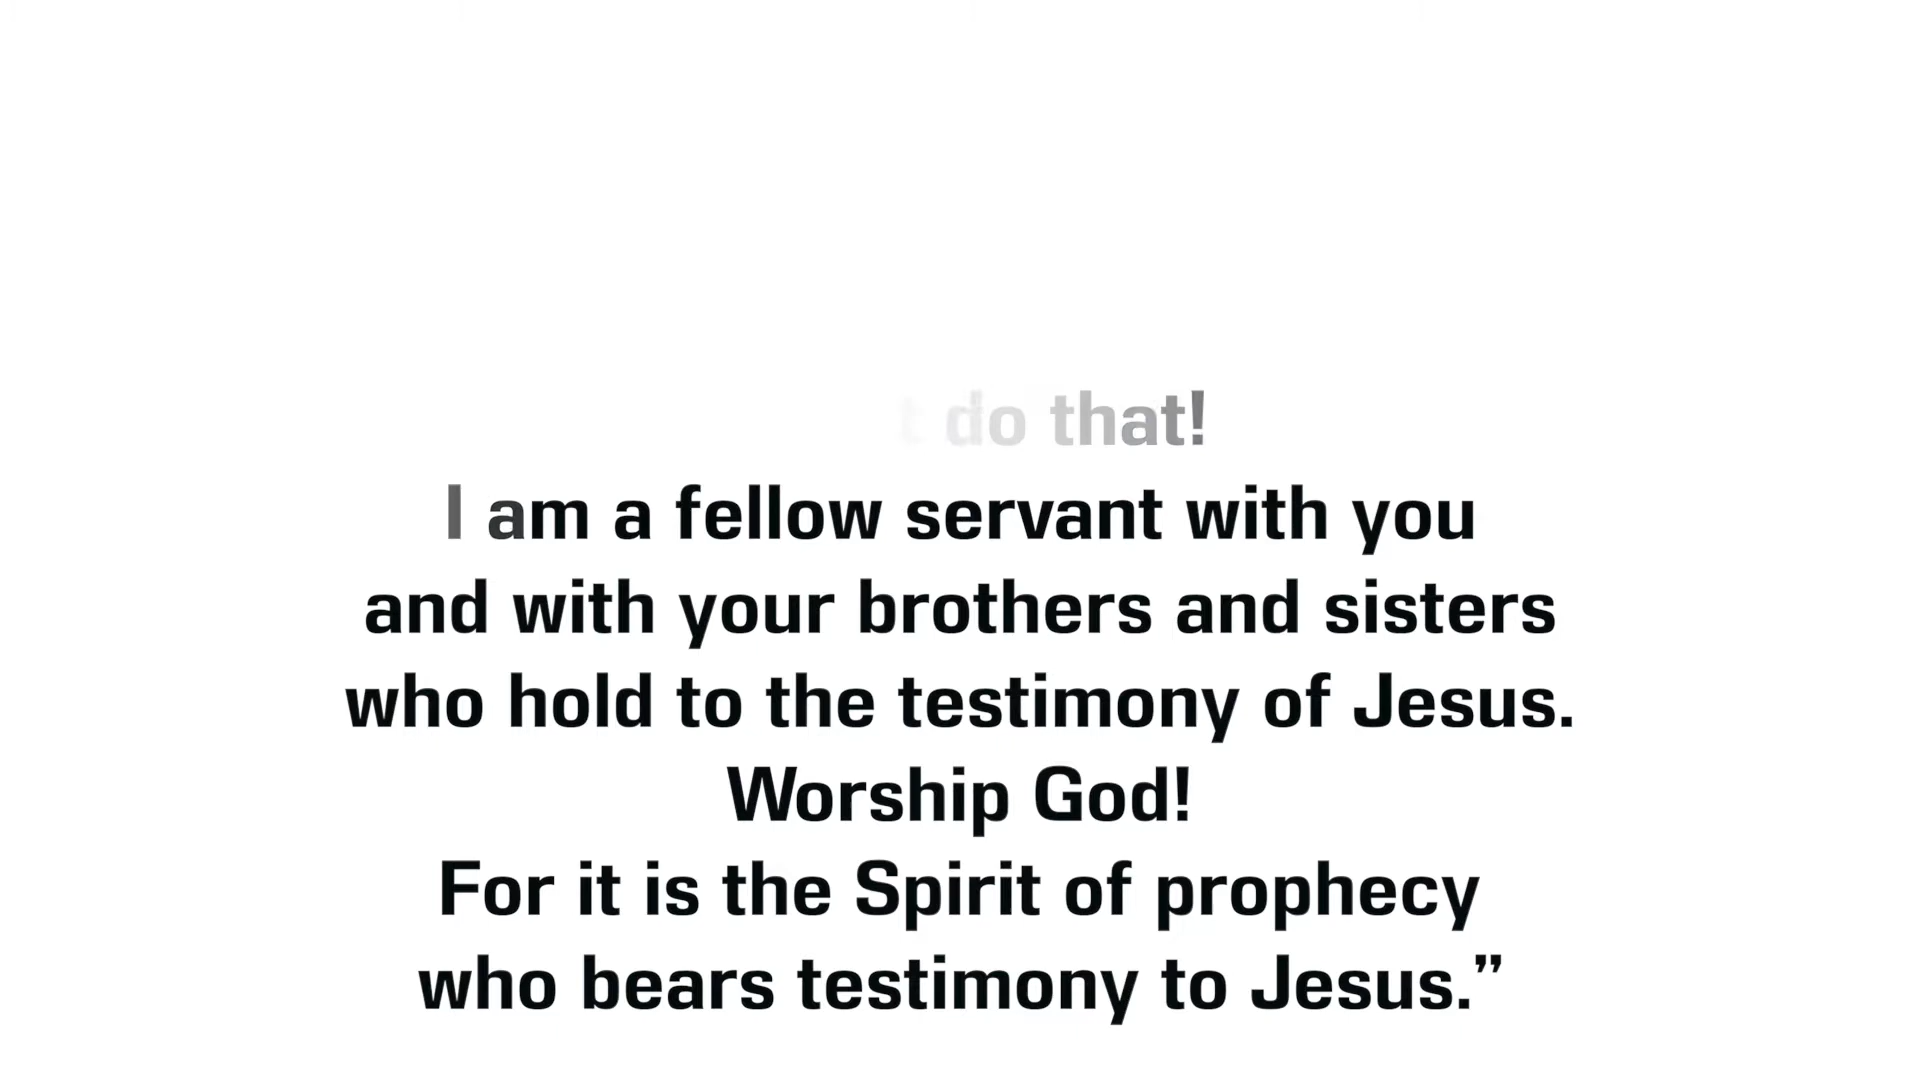 t do that!
I am a fellow servant with you
and with your brothers and sisters
who hold to the testimony of Jesus.
Worship God!
For it is the Spirit of prophecy
who bears testimony to Jesus.”